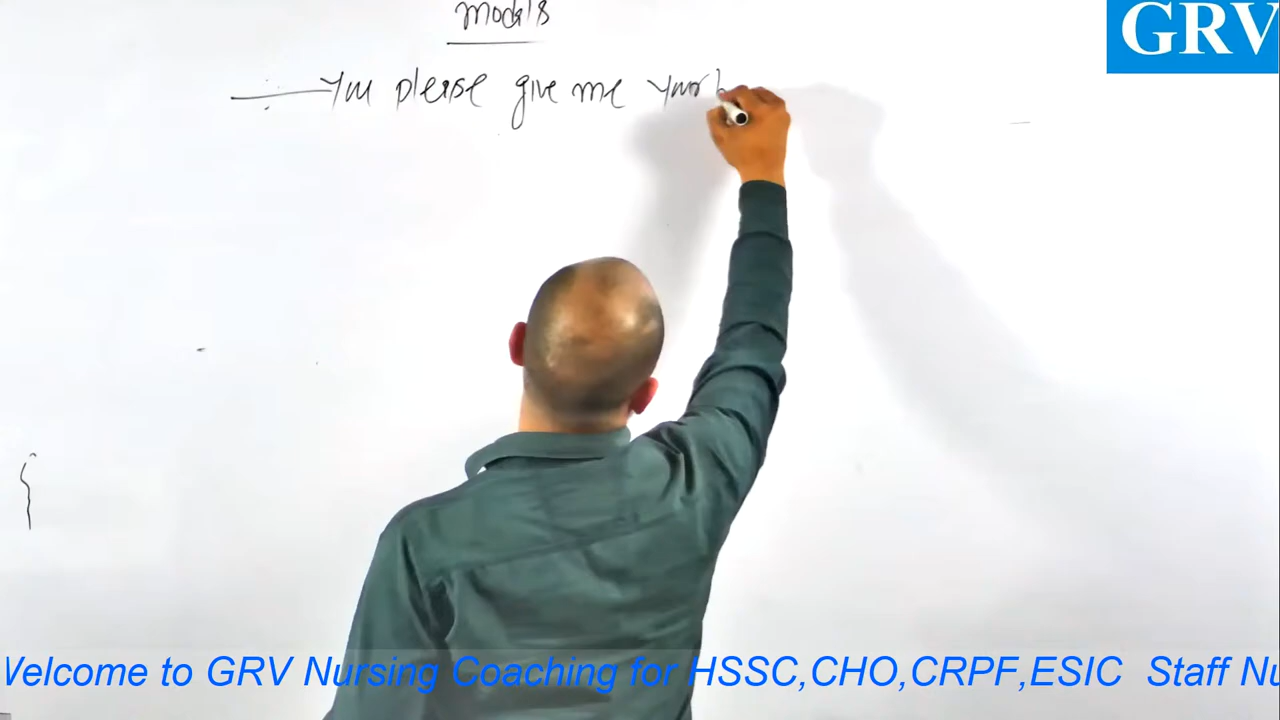 Modals
GRV
You please give me your
Welcome to GRV Nursing Coaching for HSSC,CHO,CRPF,ESIC Staff Nu